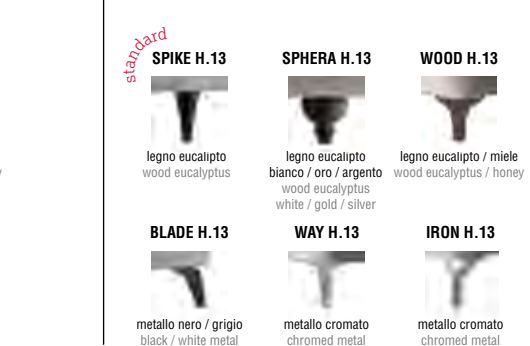 standard
SPIKE H.13
SPHERA H.13
WOOD H.13
legno eucalipto
wood eucalyptus
legno eucalipto
bianco / oro / argento
wood eucalyptus
white / gold / silver
legno eucalipto / miele
wood eucalyptus / honey
BLADE H.13
WAY H.13
IRON H.13
metallo nero / grigio
black / white metal
metallo cromato
chromed metal
metallo cromato
chromed metal